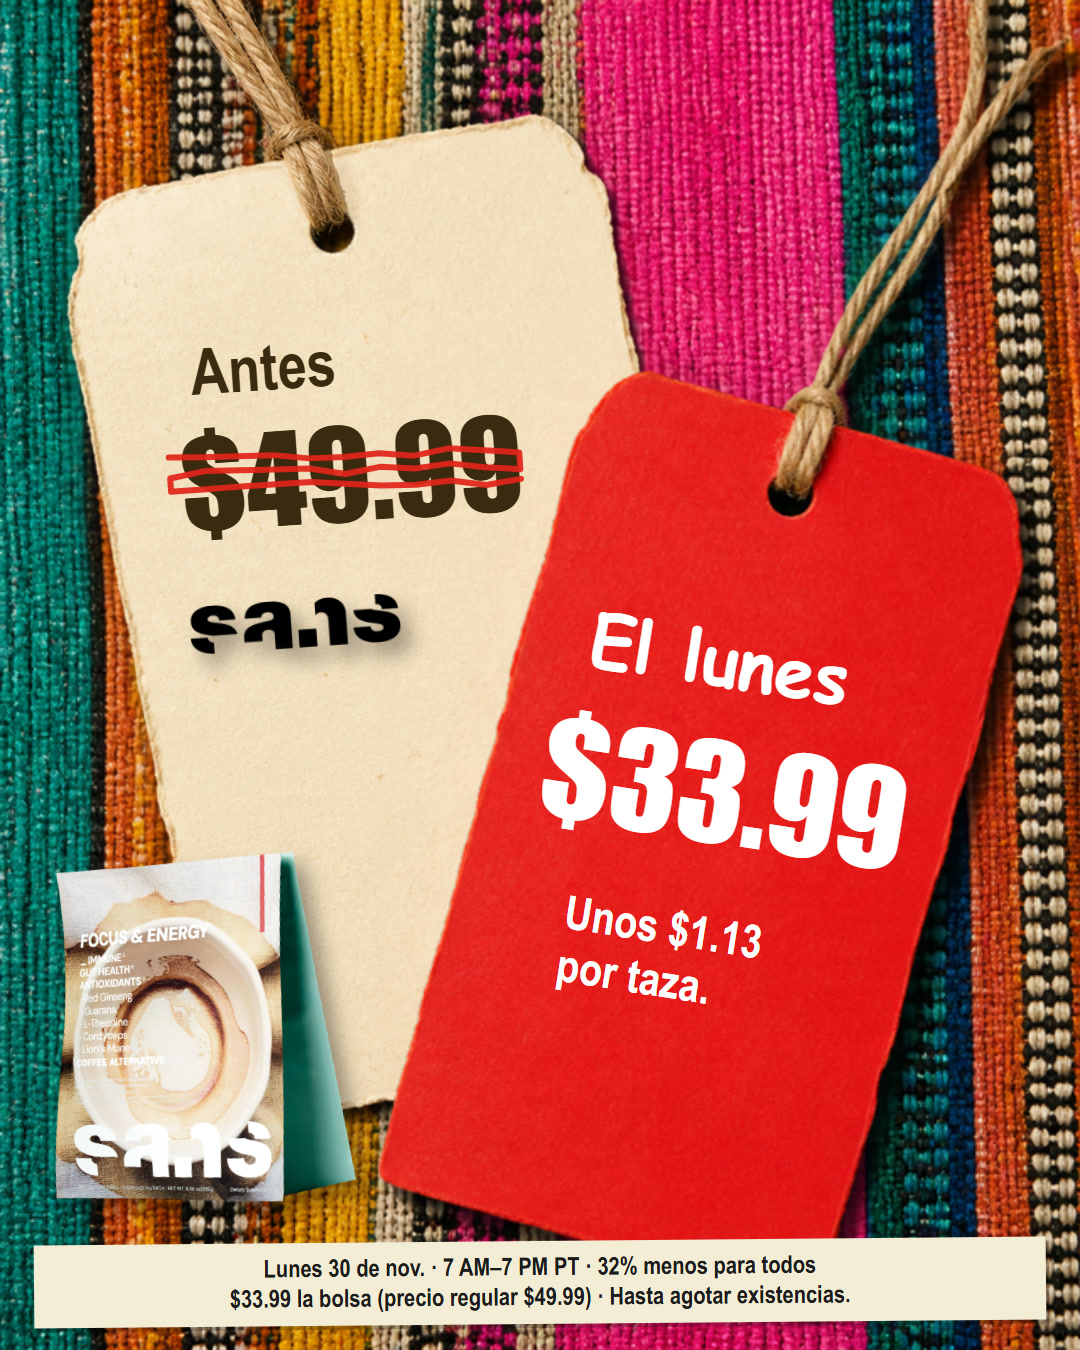 Antes
$49.99
sans
El lunes
$33.99
Unos $1.13
por taza.
FOCUS & ENERGY
IMMUNE
GUT HEALTH
ANTIOXIDANTS
Red Ginseng
Guarana
L-Theanine
Cordyceps
Lion's Mane
COFFEE ALTERNATIVE
sans
Lunes 30 de nov. · 7 AM–7 PM PT · 32% menos para todos
$33.99 la bolsa (precio regular $49.99) · Hasta agotar existencias.